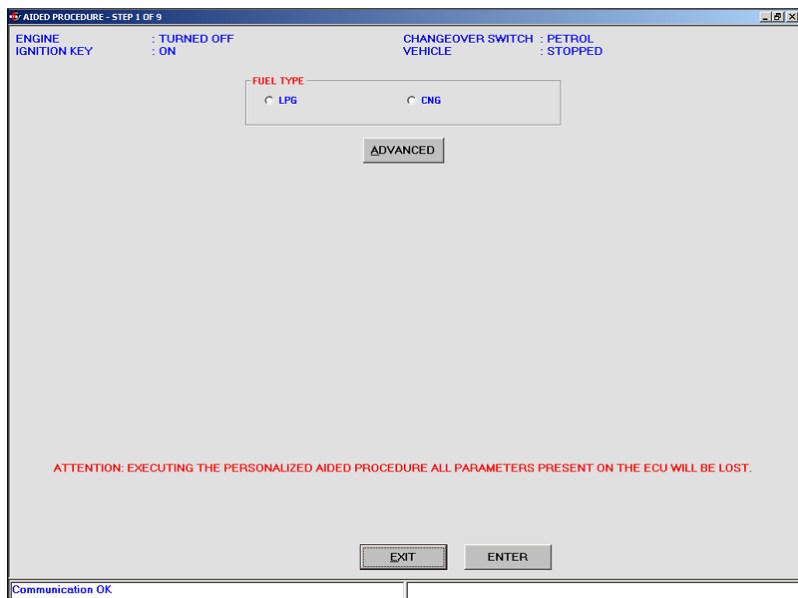 AIDED PROCEDURE - STEP 1 OF 9
ENGINE : TURNED OFF CHANGEOVER SWITCH : PETROL
IGNITION KEY : ON VEHICLE : STOPPED
FUEL TYPE
LPG CNG
ADVANCED
ATTENTION: EXECUTING THE PERSONALIZED AIDED PROCEDURE ALL PARAMETERS PRESENT ON THE ECU WILL BE LOST.
EXIT ENTER
Communication OK